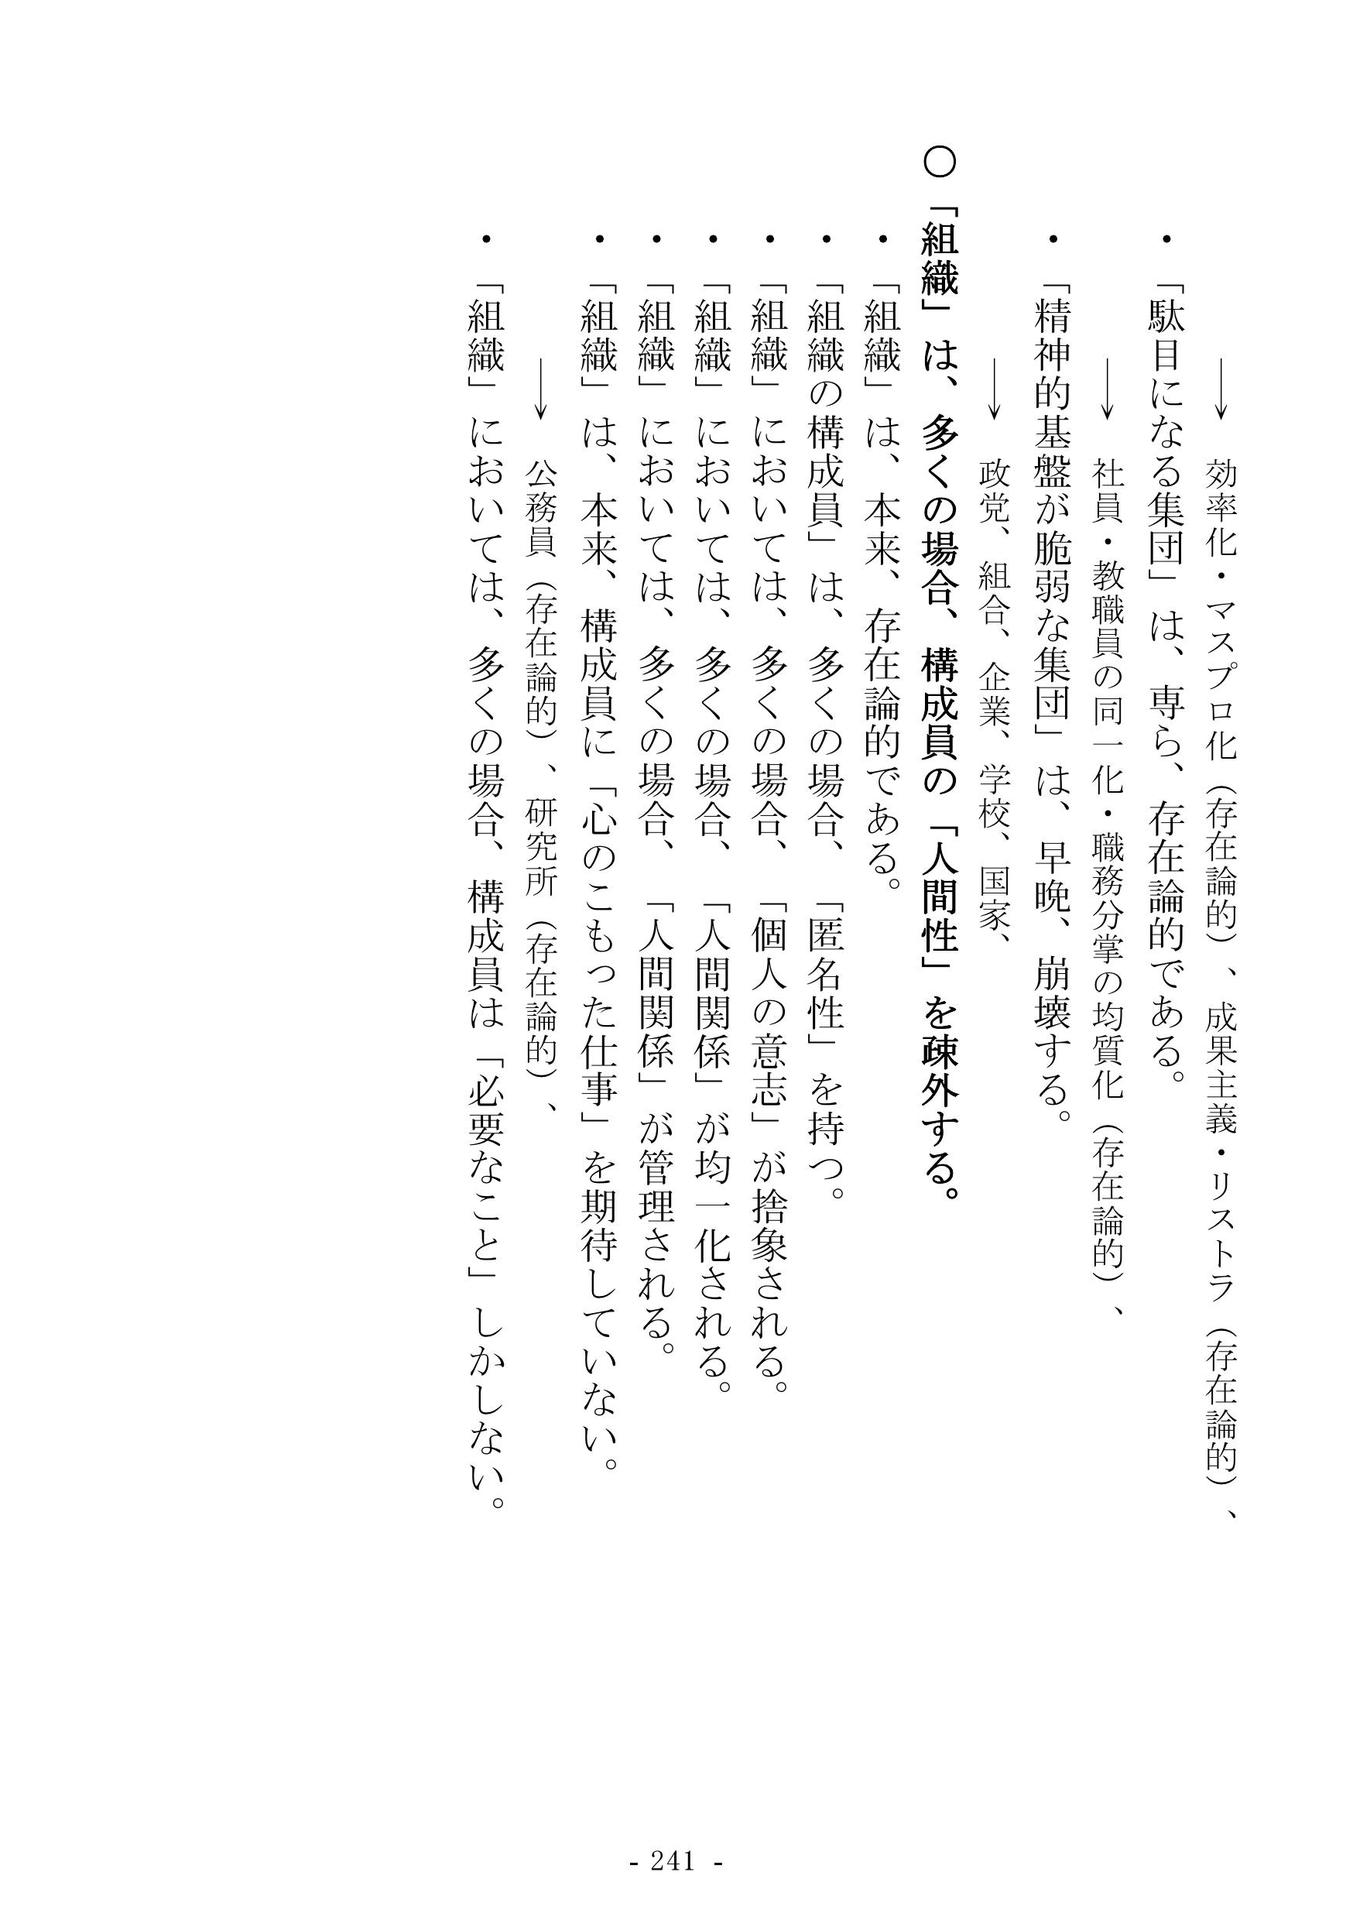 → 効率化・マスプロ化（存在論的）、成果主義・リストラ（存在論的）、
・「駄目になる集団」は、専ら、存在論的である。
→ 社員・教職員の同一化・職務分掌の均質化（存在論的）、
・「精神的基盤が脆弱な集団」は、早晩、崩壊する。
→ 政党、組合、企業、学校、国家、
〇「組織」は、多くの場合、構成員の「人間性」を疎外する。
・「組織」は、本来、存在論的である。
・「組織の構成員」は、多くの場合、「匿名性」を持つ。
・「組織」においては、多くの場合、「個人の意志」が捨象される。
・「組織」においては、多くの場合、「人間関係」が均一化される。
・「組織」においては、多くの場合、「人間関係」が管理される。
・「組織」は、本来、構成員に「心のこもった仕事」を期待していない。
→ 公務員（存在論的）、研究所（存在論的）、
・「組織」においては、多くの場合、構成員は「必要なこと」しかしない。
- 241 -